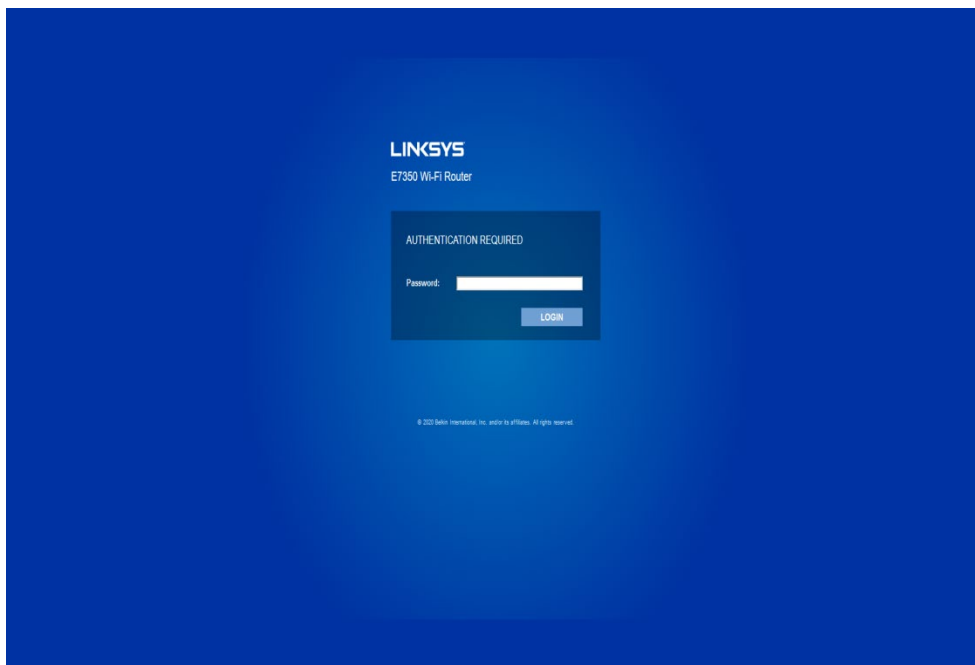 LINKSYS
E7350 Wi-Fi Router
AUTHENTICATION REQUIRED
Password:
LOGIN
© 2020 Belkin International, Inc. and/or its affiliates. All rights reserved.